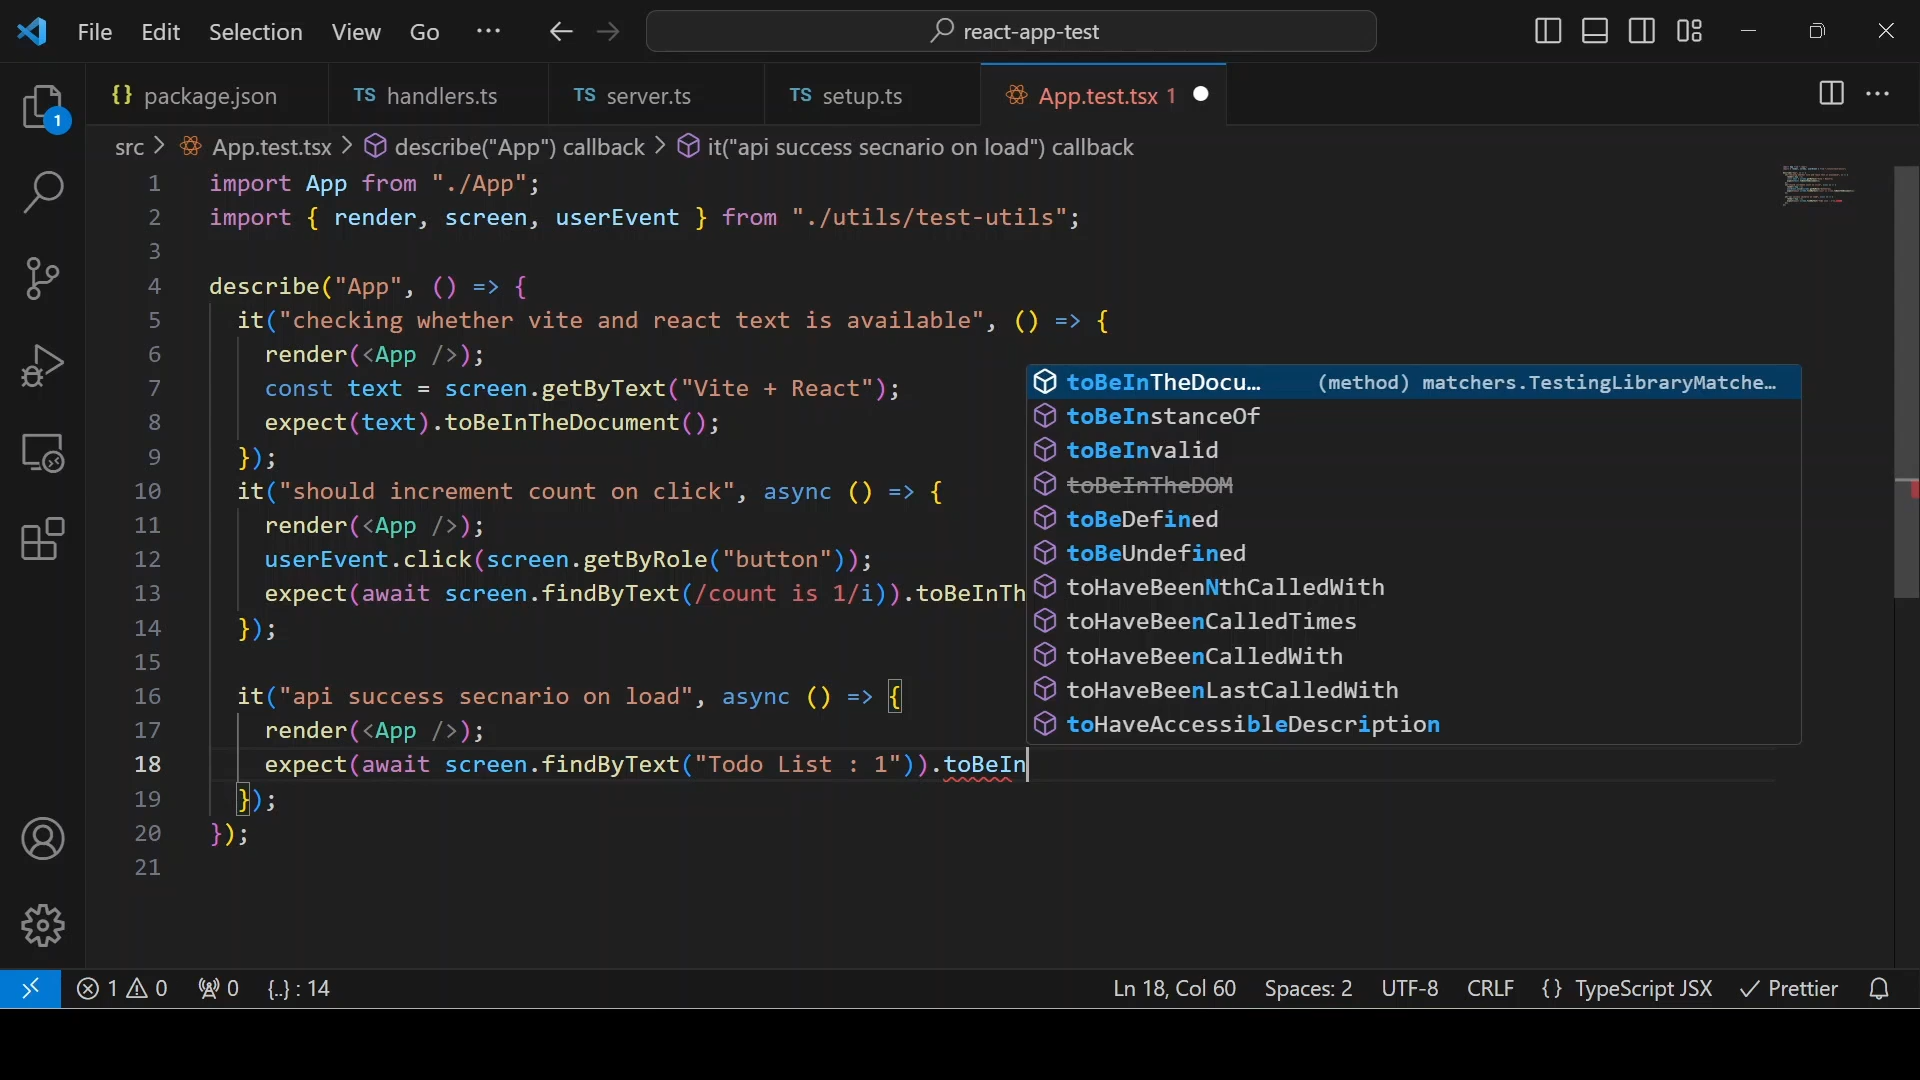 File Edit Selection View Go ··· react-app-test
{} package.json TS handlers.ts TS server.ts TS setup.ts App.test.tsx 1
src > App.test.tsx > describe("App") callback > it("api success secnario on load") callback
1 import App from "./App";
2 import { render, screen, userEvent } from "./utils/test-utils";
3
4 describe("App", () => {
5 it("checking whether vite and react text is available", () => {
6 render(<App />);
7 const text = screen.getByText("Vite + React");
8 expect(text).toBeInTheDocument();
9 });
10 it("should increment count on click", async () => {
11 render(<App />);
12 userEvent.click(screen.getByRole("button"));
13 expect(await screen.findByText(/count is 1/i)).toBeInTh
14 });
15
16 it("api success secnario on load", async () => {
17 render(<App />);
18 expect(await screen.findByText("Todo List : 1")).toBeIn
19 });
20 });
21
toBeInTheDocu... (method) matchers.TestingLibraryMatche...
toBeInstanceOf
toBeInvalid
toBeInTheDOM
toBeDefined
toBeUndefined
toHaveBeenNthCalledWith
toHaveBeenCalledTimes
toHaveBeenCalledWith
toHaveBeenLastCalledWith
toHaveAccessibleDescription
1
1 0 0 {..} : 14 Ln 18, Col 60 Spaces: 2 UTF-8 CRLF {} TypeScript JSX Prettier